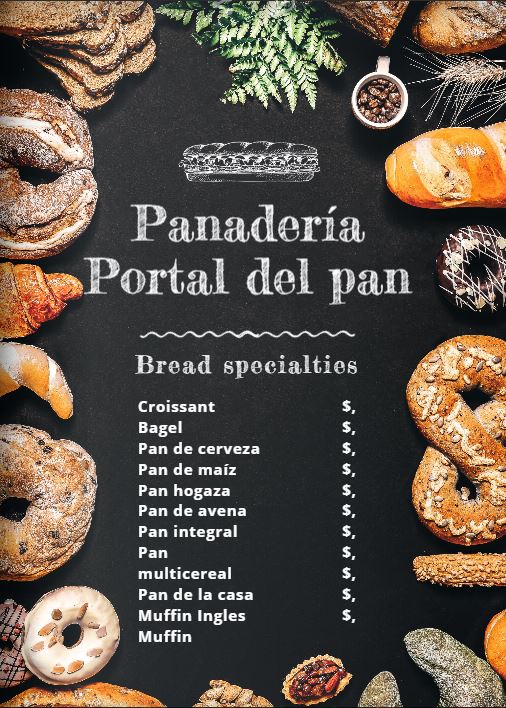 Panadería
Portal del pan
Bread specialties
Croissant $,
Bagel $,
Pan de cerveza $,
Pan de maíz $,
Pan hogaza $,
Pan de avena $,
Pan integral $,
Pan $,
multicereal $,
Pan de la casa $,
Muffin Ingles $,
Muffin